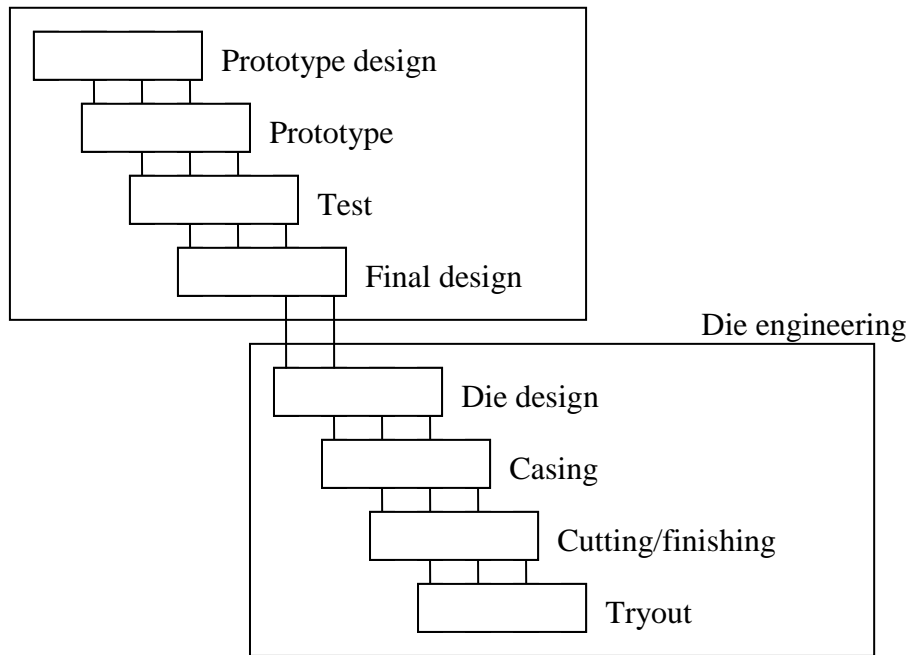 Prototype design
Prototype
Test
Final design
Die engineering
Die design
Casing
Cutting/finishing
Tryout